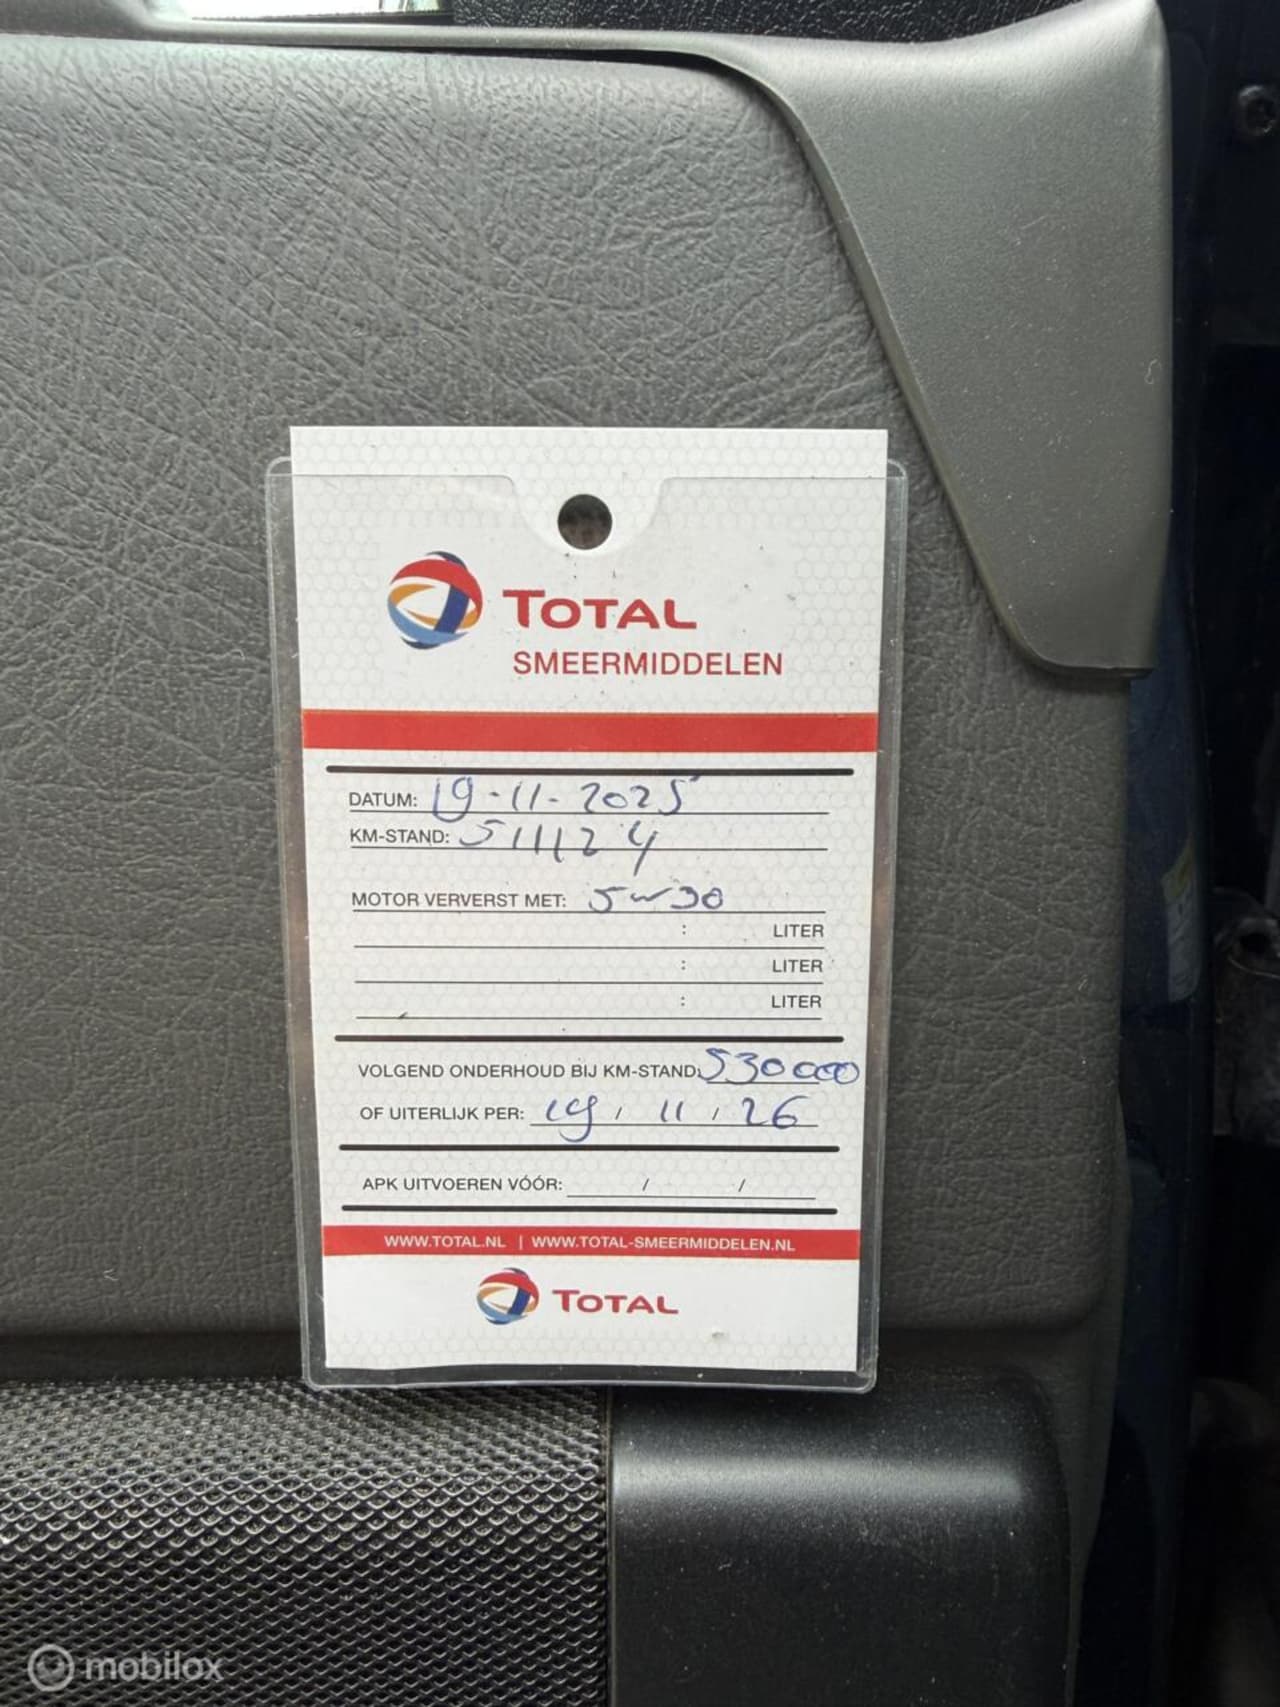 TOTAL
SMEERMIDDELEN
DATUM: 19-11-2025
KM-STAND: 511124
MOTOR VERVERST MET: 5w30
: LITER
: LITER
: LITER
VOLGEND ONDERHOUD BIJ KM-STAND: 530000
OF UITERLIJK PER: 19 / 11 / 26
APK UITVOEREN VÓÓR: / /
WWW.TOTAL.NL | WWW.TOTAL-SMEERMIDDELEN.NL
TOTAL
mobilox